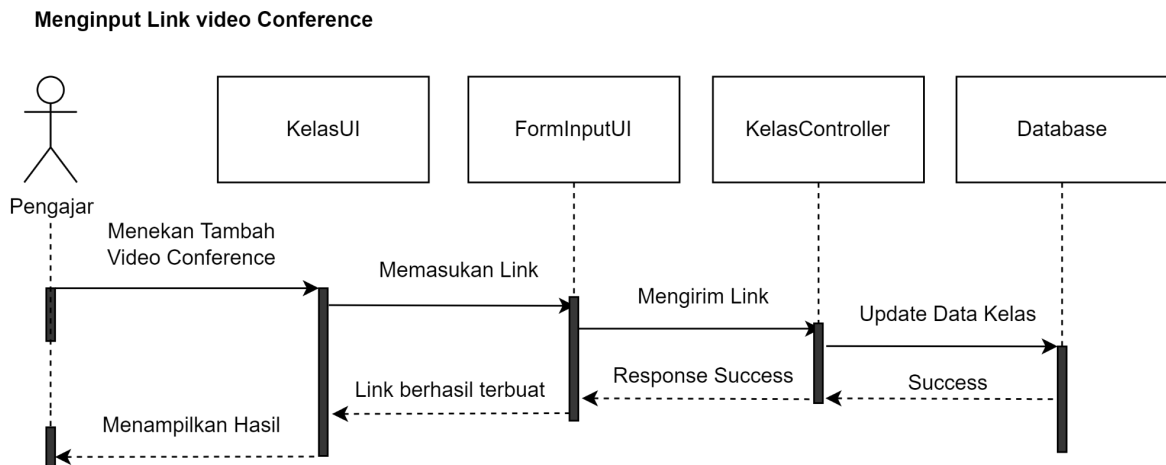 Menginput Link video Conference
KelasUI
FormInputUI
KelasController
Database
Pengajar
Menekan Tambah
Video Conference
Memasukan Link
Mengirim Link
Update Data Kelas
Success
Response Success
Link berhasil terbuat
Menampilkan Hasil